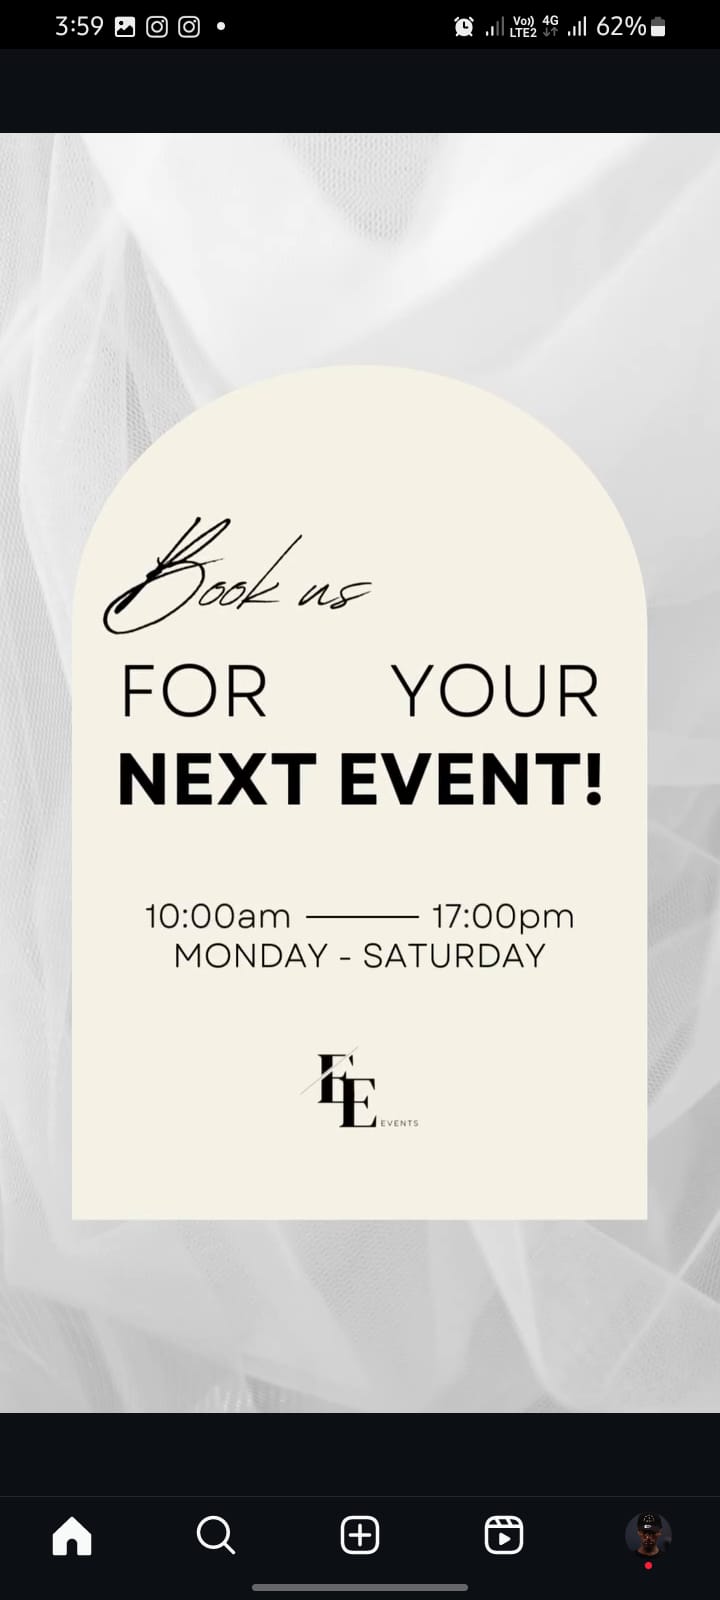 3:59
Vo)) 4G
LTE2
62%
Book us
FOR YOUR
NEXT EVENT!
10:00am 17:00pm
MONDAY - SATURDAY
EE
EVENTS